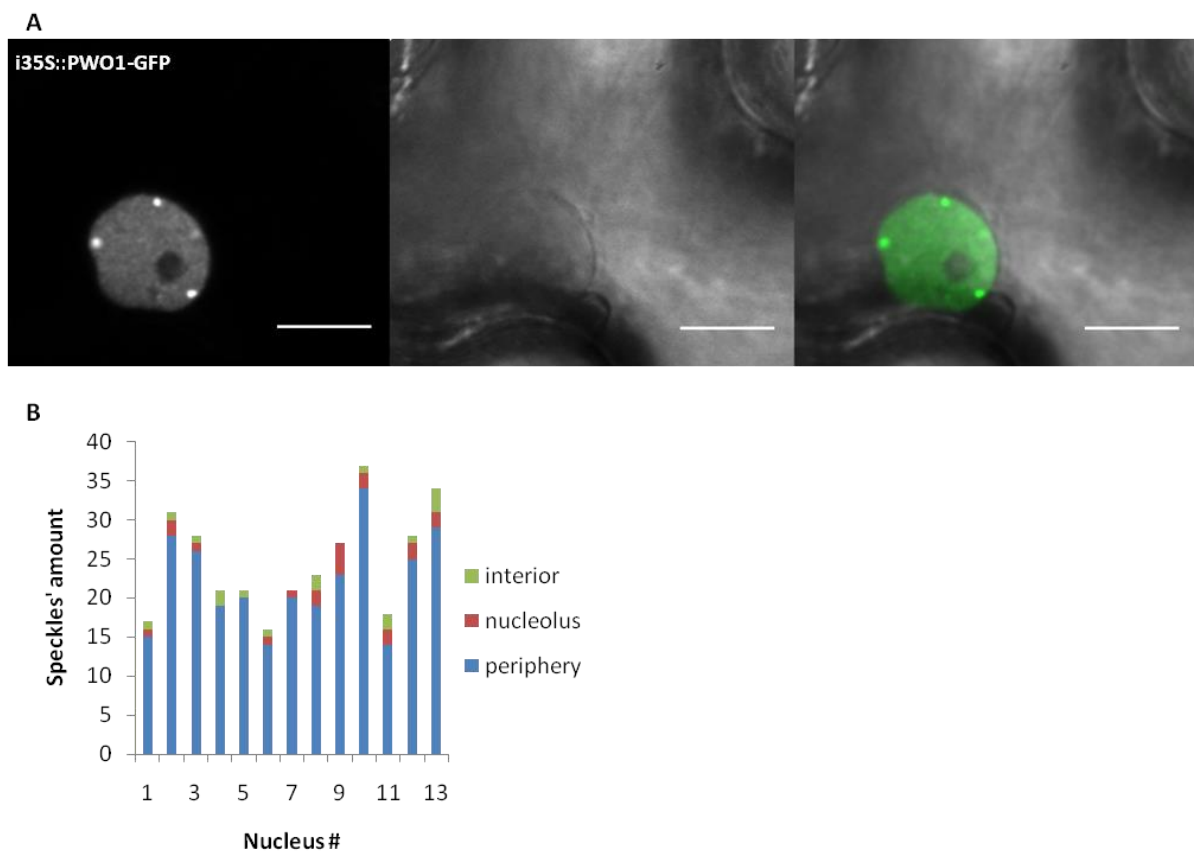 A
i35S::PWO1-GFP
B
40
35
30
25
20
15
10
5
0
Speckles' amount
1 3 5 7 9 11 13
Nucleus #
interior
nucleolus
periphery